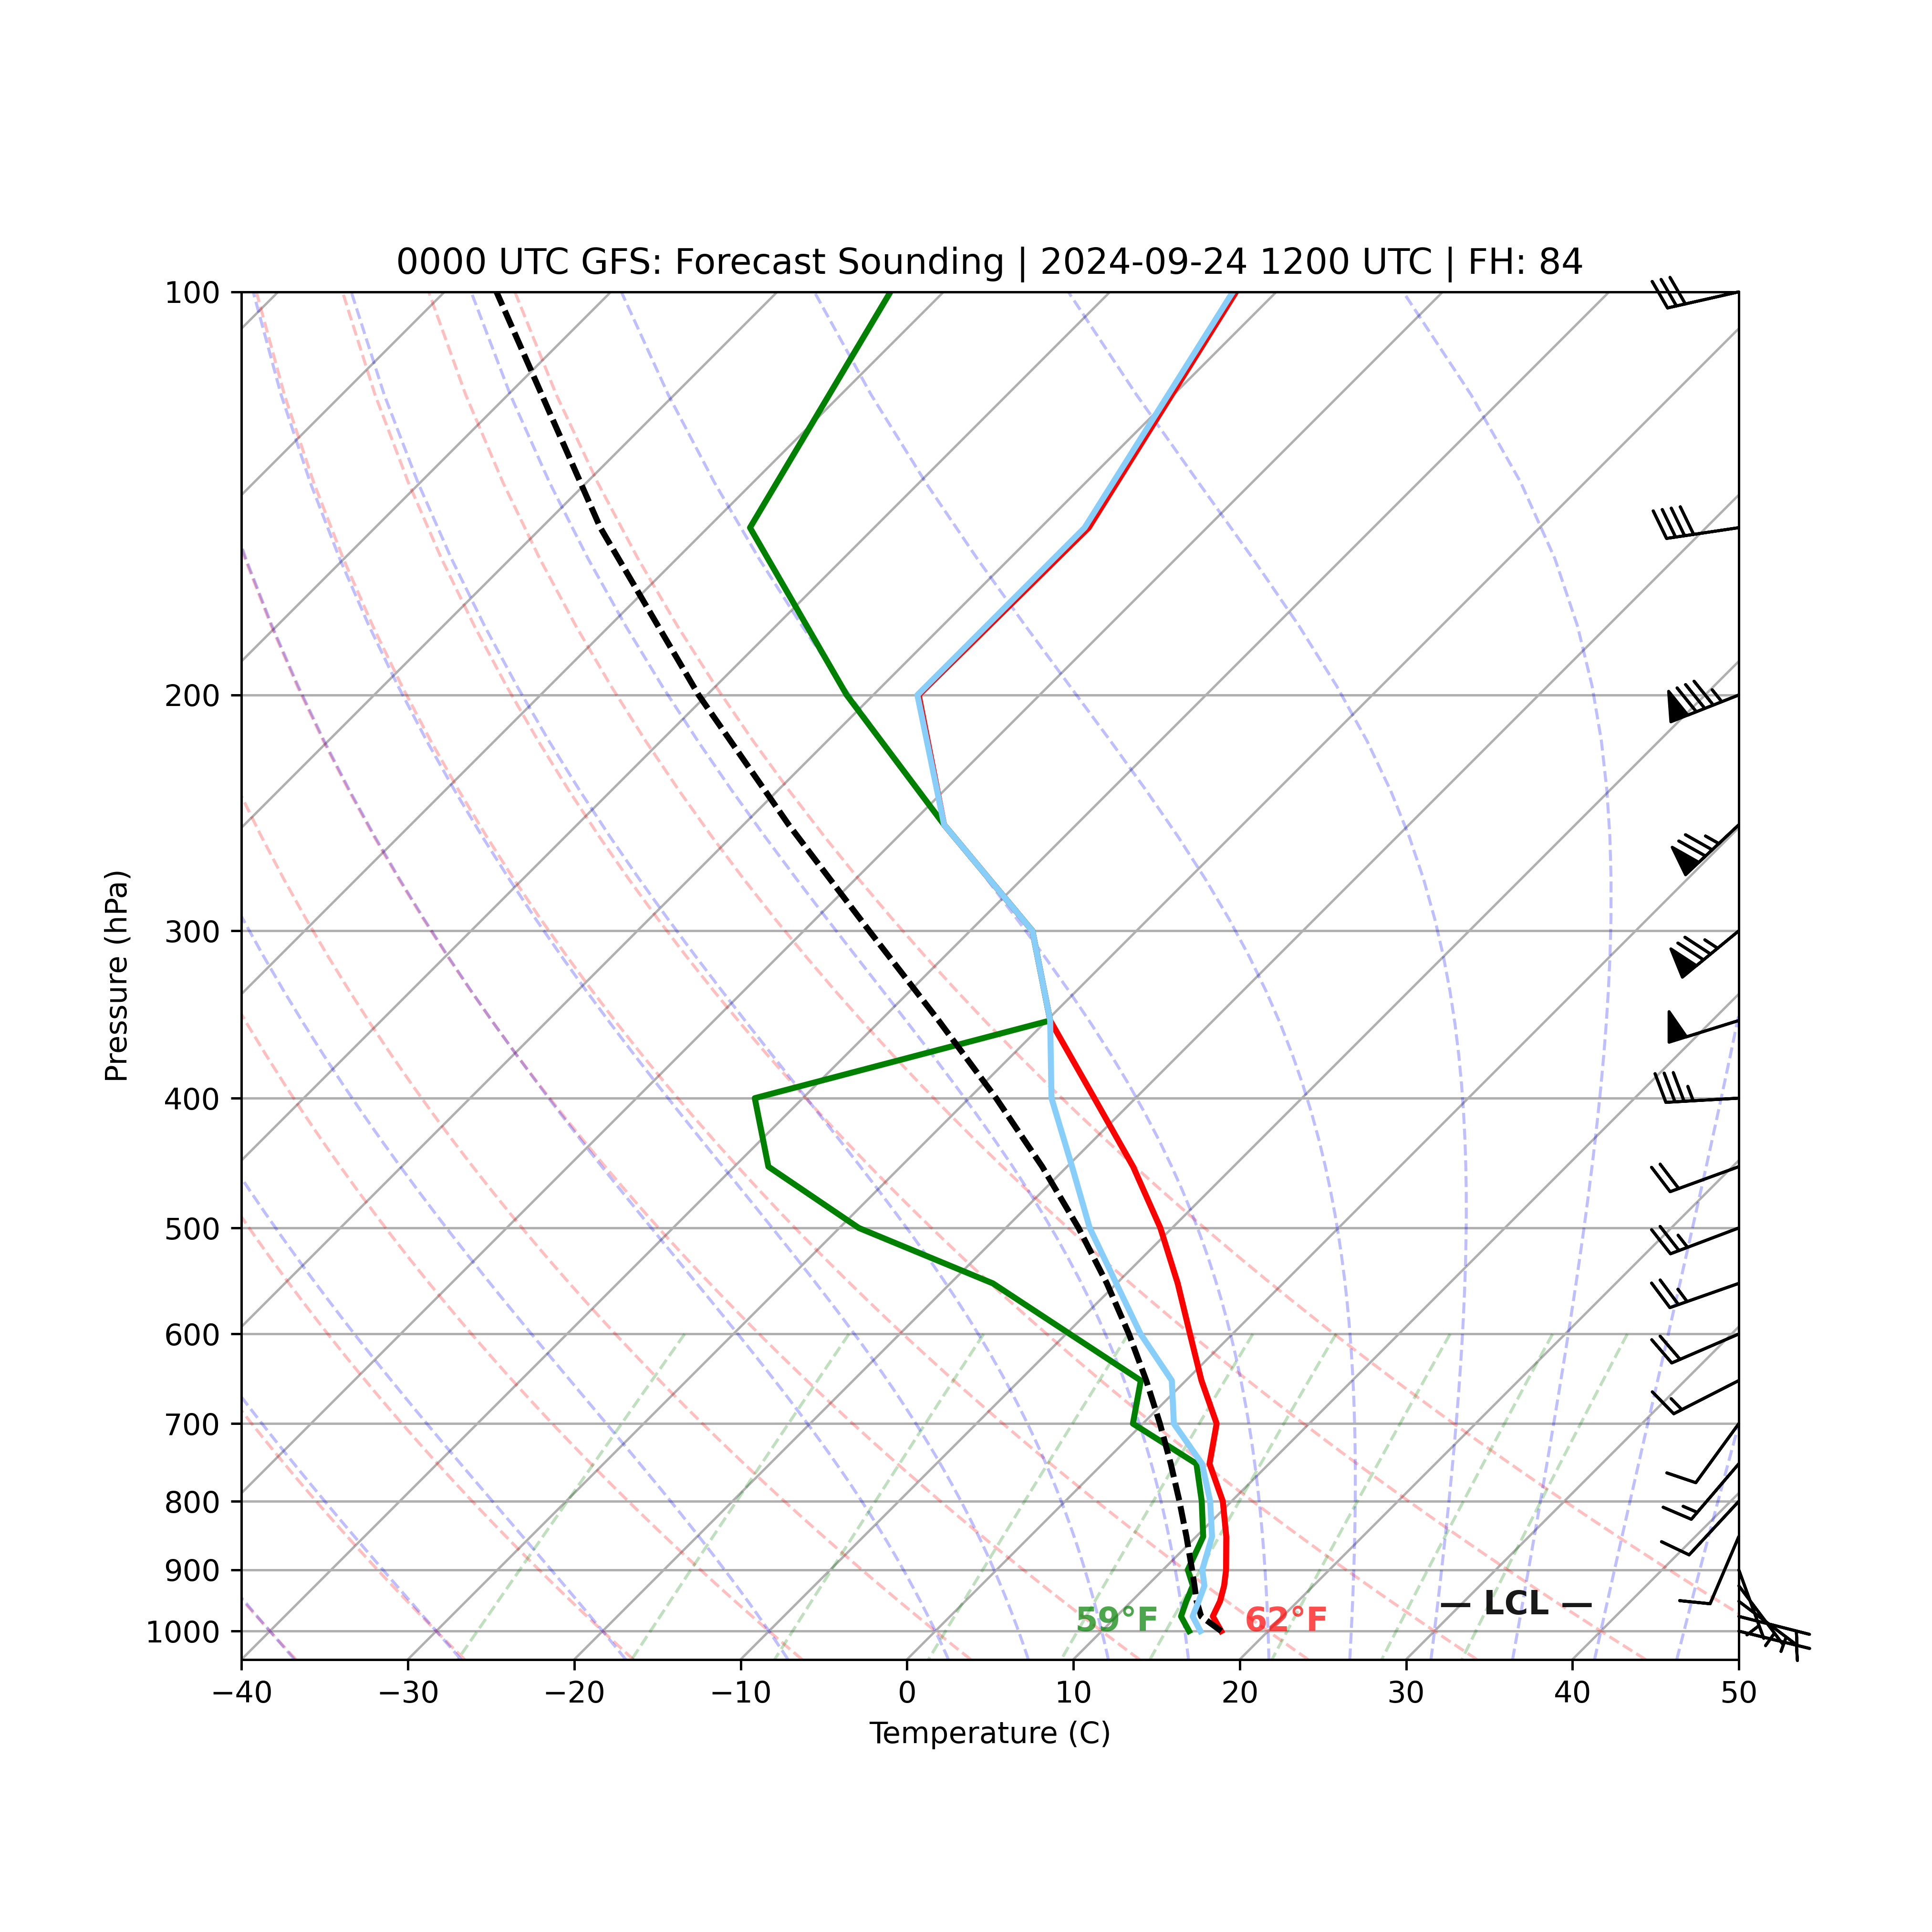 0000 UTC GFS: Forecast Sounding | 2024-09-24 1200 UTC | FH: 84
100
200
300
400
500
600
700
800
900
1000
Pressure (hPa)
59°F
62°F
— LCL —
−40 −30 −20 −10 0 10 20 30 40 50
Temperature (C)